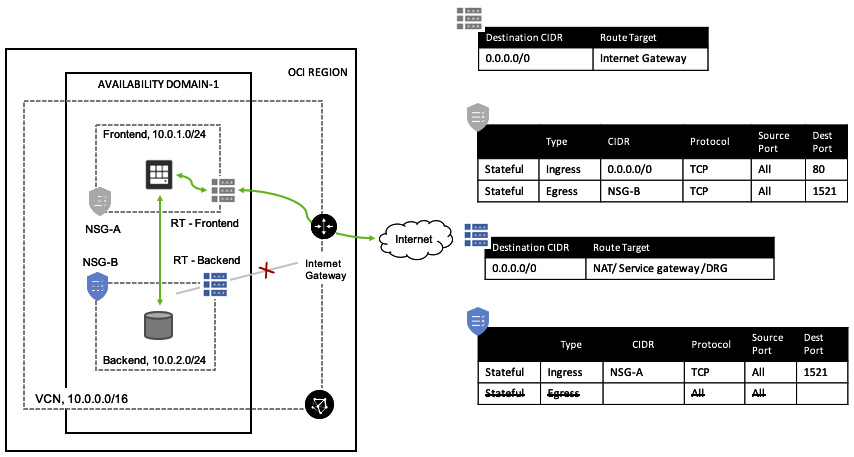 OCI REGION
AVAILABILITY DOMAIN-1
Frontend, 10.0.1.0/24
NSG-A
RT - Frontend
NSG-B
RT - Backend
Internet
Gateway
Backend, 10.0.2.0/24
VCN, 10.0.0.0/16
Internet
Destination CIDR Route Target
0.0.0.0/0 Internet Gateway
Type CIDR Protocol Source Port Dest Port
Stateful Ingress 0.0.0.0/0 TCP All 80
Stateful Egress NSG-B TCP All 1521
Destination CIDR Route Target
0.0.0.0/0 NAT/ Service gateway/DRG
Type CIDR Protocol Source Port Dest Port
Stateful Ingress NSG-A TCP All 1521
Stateful Egress All All